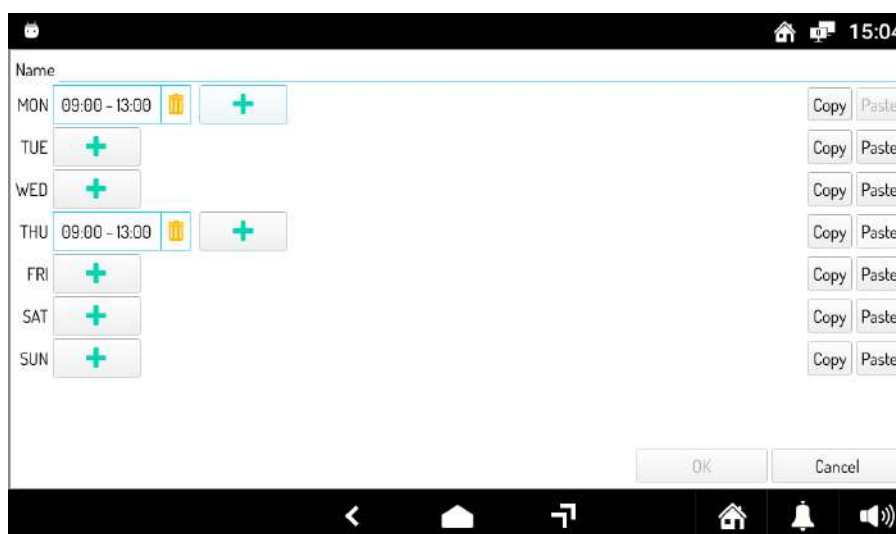 15:04
Name
MON 09:00 - 13:00 Copy Paste
TUE Copy Paste
WED Copy Paste
THU 09:00 - 13:00 Copy Paste
FRI Copy Paste
SAT Copy Paste
SUN Copy Paste
OK Cancel